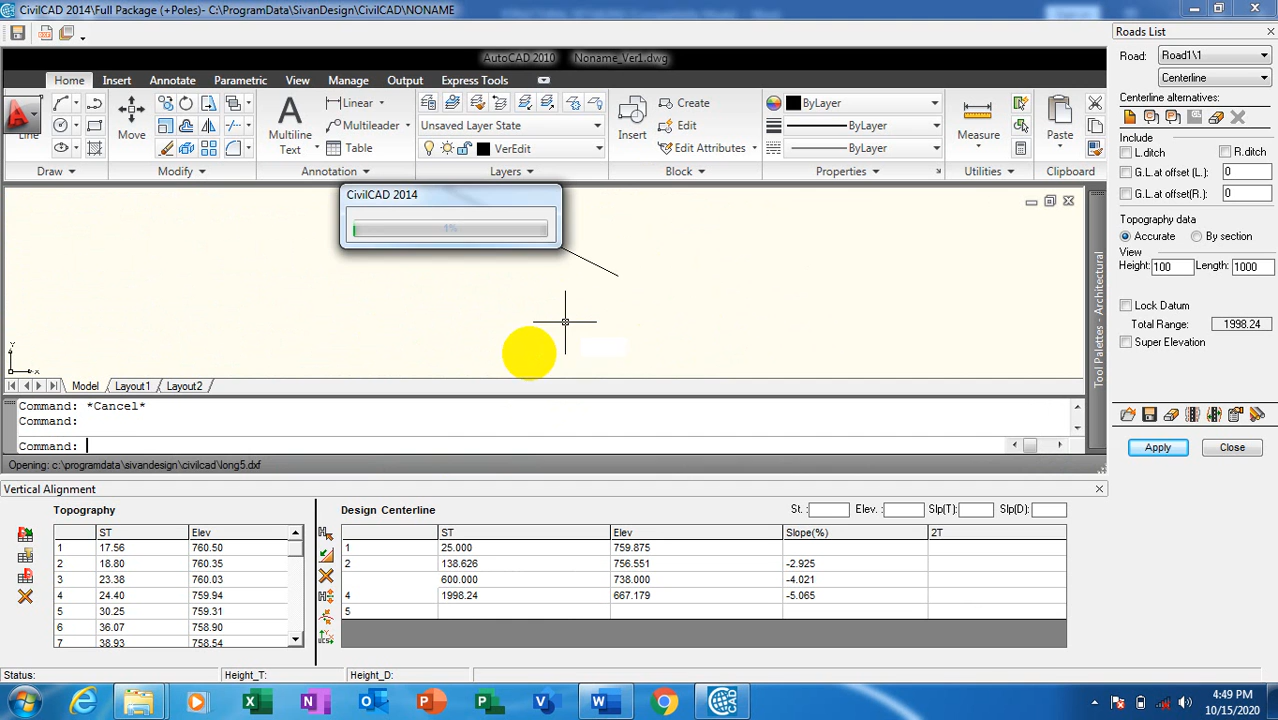 CivilCAD 2014\Full Package (+Poles)- C:\ProgramData\SivanDesign\CivilCAD\NONAME
AutoCAD 2010 Noname_Ver1.dwg
Home Insert Annotate Parametric View Manage Output Express Tools
Line
Move
Multiline
Text
Linear
Multileader
Table
Unsaved Layer State
VerEdit
Insert
Create
Edit
Edit Attributes
ByLayer
ByLayer
ByLayer
Measure
Paste
Draw Modify Annotation Layers Block Properties Utilities Clipboard
CivilCAD 2014
1%
Y
X
Model Layout1 Layout2
Command: *Cancel*
Command:
Command:
Opening: c:\programdata\sivandesign\civilcad\long5.dxf
Tool Palettes - Architectural
Roads List
Road: Road1\1
Centerline
Centerline alternatives:
Include
L.ditch R.ditch
G.L.at offset (L.) 0
G.L.at offset(R.) 0
Topography data
Accurate By section
View
Height: 100 Length: 1000
Lock Datum
Total Range: 1998.24
Super Elevation
Apply Close
Vertical Alignment
Topography
ST Elev
1 17.56 760.50
2 18.80 760.35
3 23.38 760.03
4 24.40 759.94
5 30.25 759.31
6 36.07 758.90
7 38.93 758.54
Design Centerline St. : Elev. : Slp(T): Slp(D):
ST Elev Slope(%) 2T
1 25.000 759.875
2 138.626 756.551 -2.925
600.000 738.000 -4.021
4 1998.24 667.179 -5.065
5
Status: Height_T: Height_D:
4:49 PM
10/15/2020